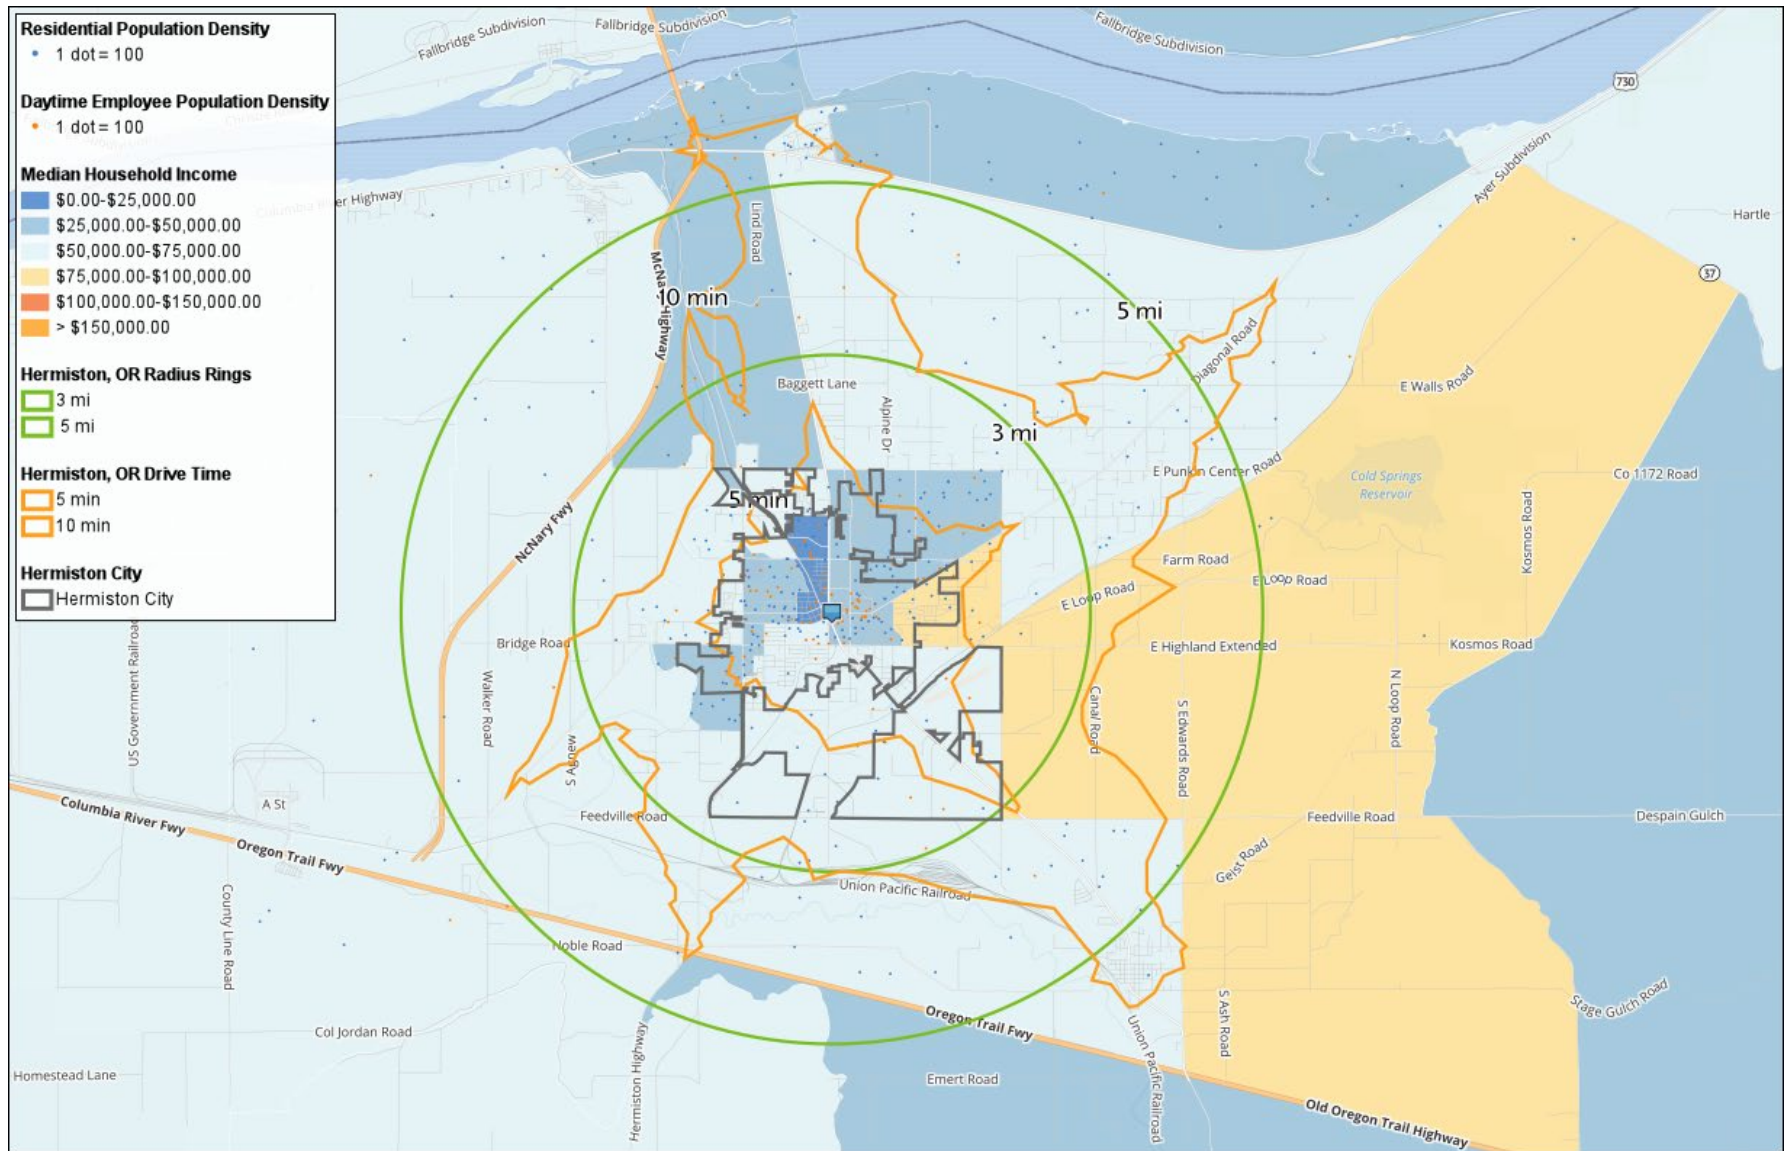 Residential Population Density
1 dot = 100
Daytime Employee Population Density
1 dot = 100
Median Household Income
$0.00-$25,000.00
$25,000.00-$50,000.00
$50,000.00-$75,000.00
$75,000.00-$100,000.00
$100,000.00-$150,000.00
> $150,000.00
Hermiston, OR Radius Rings
3 mi
5 mi
Hermiston, OR Drive Time
5 min
10 min
Hermiston City
Hermiston City
Fallbridge Subdivision
Fallbridge Subdivision
Fallbridge Subdivision
730
Ayer Subdivision
Columbia River Highway
Hartle
Lind Road
37
McNary Highway
10 min
5 mi
Diagonal Road
Baggett Lane
E Walls Road
Alpine Dr
3 mi
E Punkin Center Road
Cold Springs
Reservoir
Co 1172 Road
5 min
NcNary Fwy
Kosmos Road
Farm Road
E Loop Road
E Loop Road
Bridge Road
E Highland Extended
Kosmos Road
US Government Railroad
Walker Road
S Agnew
Canal Road
S Edwards Road
N Loop Road
A St
Columbia River Fwy
Feedville Road
Feedville Road
Despain Gulch
Oregon Trail Fwy
Geist Road
County Line Road
Union Pacific Railroad
Noble Road
Stage Gulch Road
Oregon Trail Fwy
S Ash Road
Col Jordan Road
Hermiston Highway
Union Pacific Railroad
Homestead Lane
Emert Road
Old Oregon Trail Highway